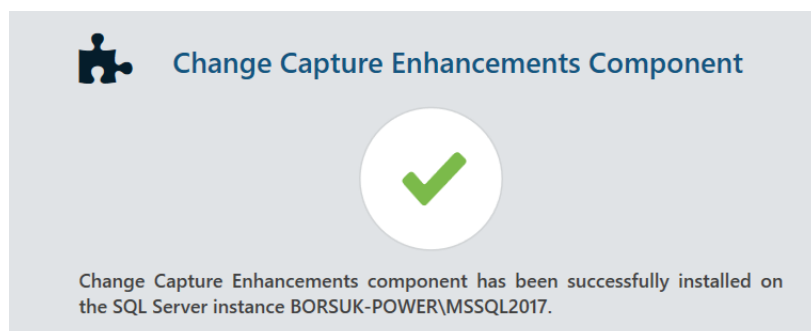 Change Capture Enhancements Component
Change Capture Enhancements component has been successfully installed on
the SQL Server instance BORSUK-POWER\MSSQL2017.